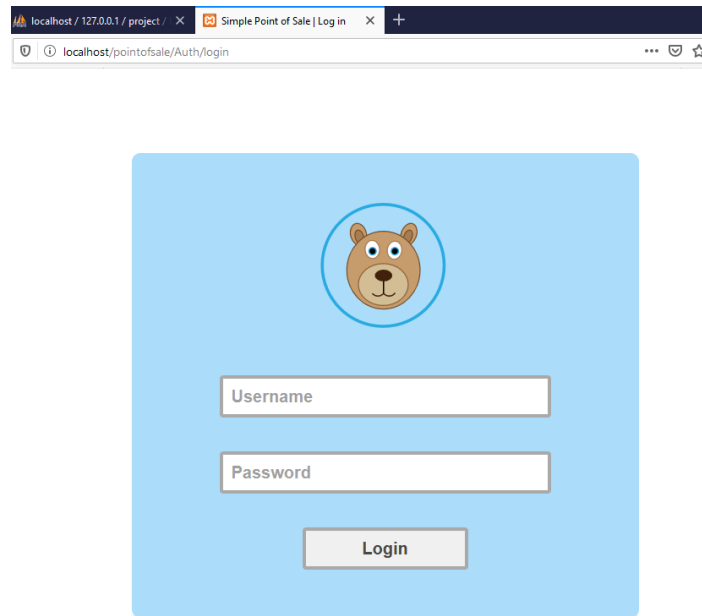 localhost / 127.0.0.1 / project /
Simple Point of Sale | Log in
localhost/pointofsale/Auth/login
Username
Password
Login